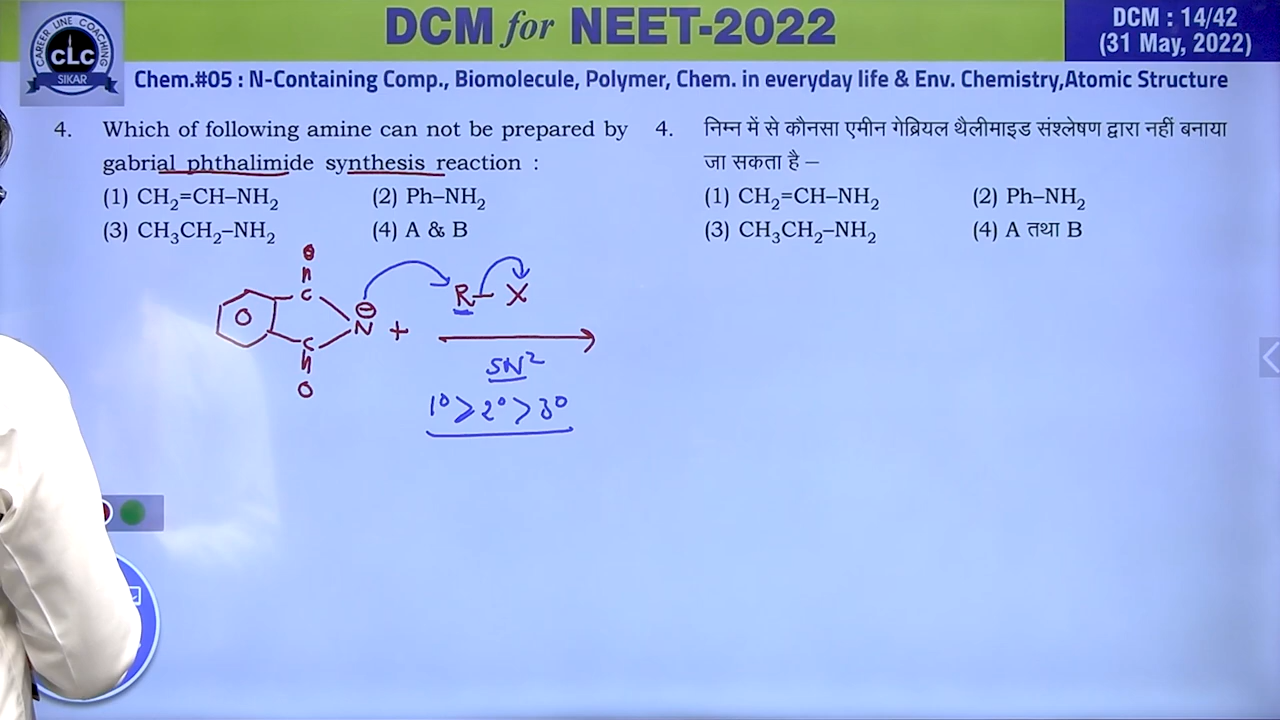 DCM for NEET-2022
DCM : 14/42
(31 May, 2022)
CAREER LINE COACHING
CLC
SIKAR
Chem.#05 : N-Containing Comp., Biomolecule, Polymer, Chem. in everyday life & Env. Chemistry,Atomic Structure
4. Which of following amine can not be prepared by
gabrial phthalimide synthesis reaction :
(1) CH₂=CH–NH₂ (2) Ph–NH₂
(3) CH₃CH₂–NH₂ (4) A & B
4. निम्न में से कौनसा एमीन गेब्रियल थैलीमाइड संश्लेषण द्वारा नहीं बनाया
जा सकता है –
(1) CH₂=CH–NH₂ (2) Ph–NH₂
(3) CH₃CH₂–NH₂ (4) A तथा B
O
C
N⊖ + R–X
C
O
SN²
1° > 2° > 3°